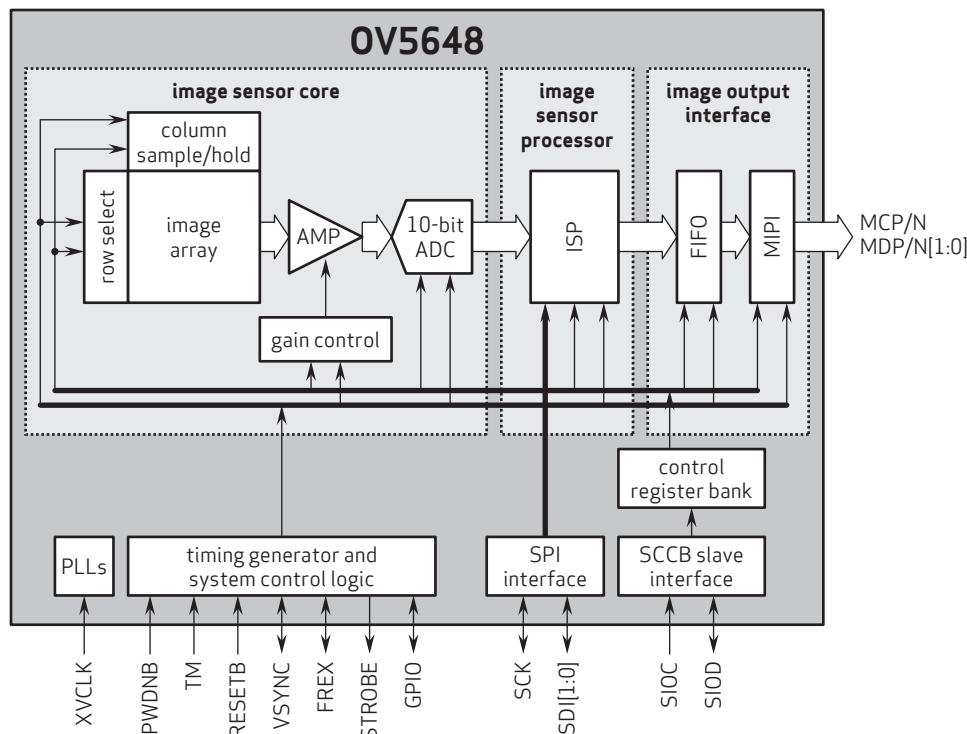 OV5648
image sensor core
image
sensor
processor
image output
interface
column
sample/hold
row select
image
array
AMP
10-bit
ADC
ISP
FIFO
MIPI
MCP/N
MDP/N[1:0]
gain control
control
register bank
PLLs
timing generator and
system control logic
SPI
interface
SCCB slave
interface
XVCLK
PWDNB
TM
RESETB
VSYNC
FREX
STROBE
GPIO
SCK
SDI[1:0]
SIOC
SIOD